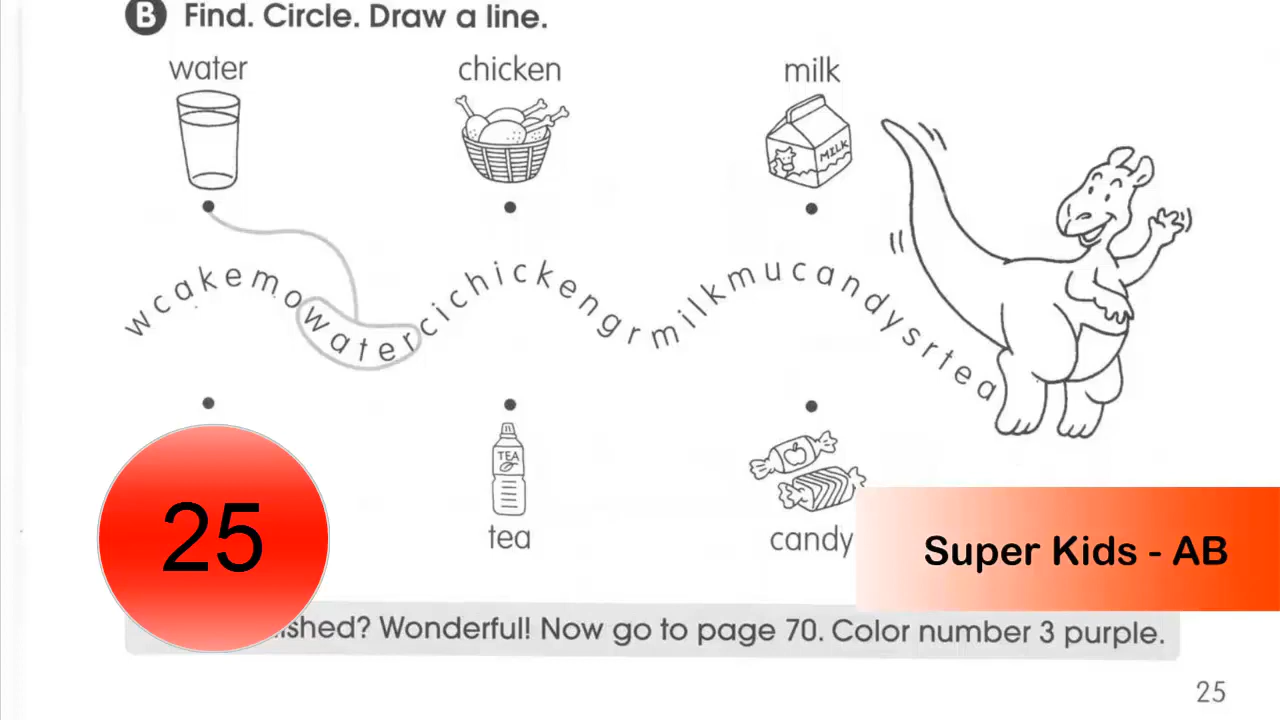 B Find. Circle. Draw a line.
water chicken milk
MILK
wcakemowatercichickengrmilkmucandysrtea
TEA
tea candy
25
Super Kids - AB
Wonderful! Now go to page 70. Color number 3 purple.
25